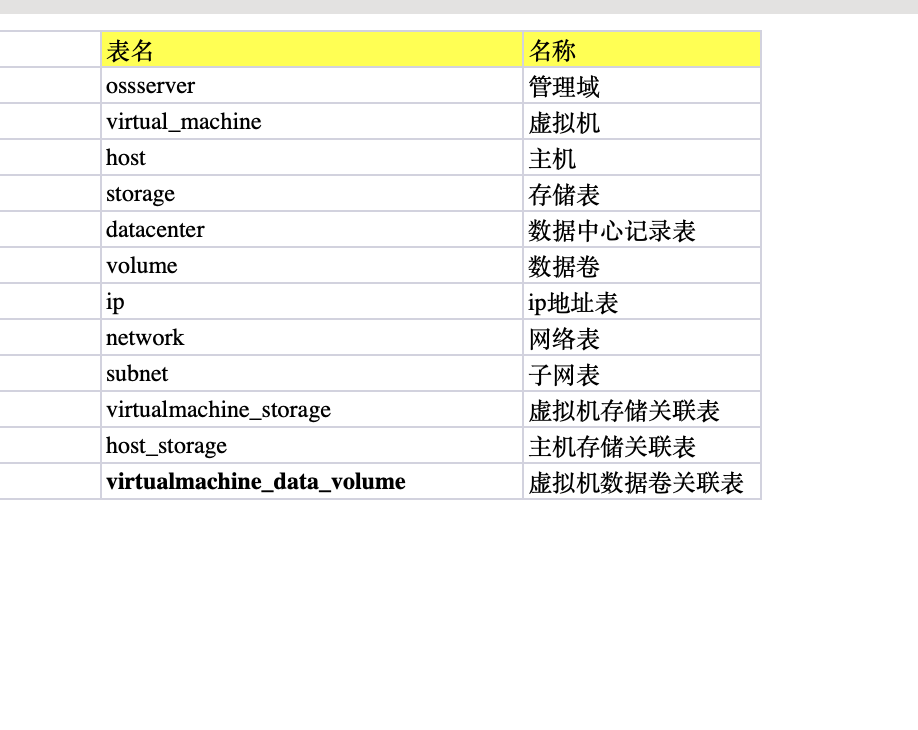 表名 名称
ossserver 管理域
virtual_machine 虚拟机
host 主机
storage 存储表
datacenter 数据中心记录表
volume 数据卷
ip ip地址表
network 网络表
subnet 子网表
virtualmachine_storage 虚拟机存储关联表
host_storage 主机存储关联表
virtualmachine_data_volume 虚拟机数据卷关联表